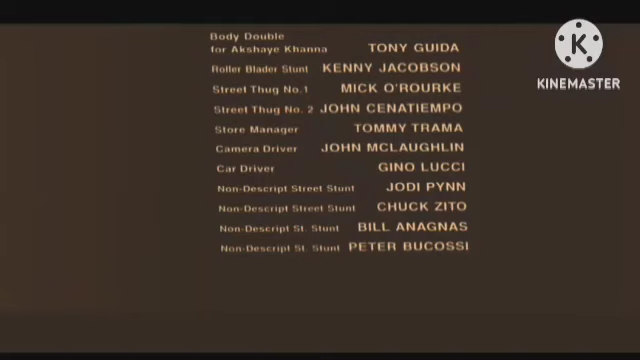 Body Double
for Akshaye Khanna TONY GUIDA
Roller Blader Stunt KENNY JACOBSON
Street Thug No.1 MICK O'ROURKE
Street Thug No. 2 JOHN CENATIEMPO
Store Manager TOMMY TRAMA
Camera Driver JOHN MCLAUGHLIN
Car Driver GINO LUCCI
Non-Descript Street Stunt JODI PYNN
Non-Descript Street Stunt CHUCK ZITO
Non-Descript St. Stunt BILL ANAGNAS
Non-Descript St. Stunt PETER BUCOSSI
K
KINEMASTER